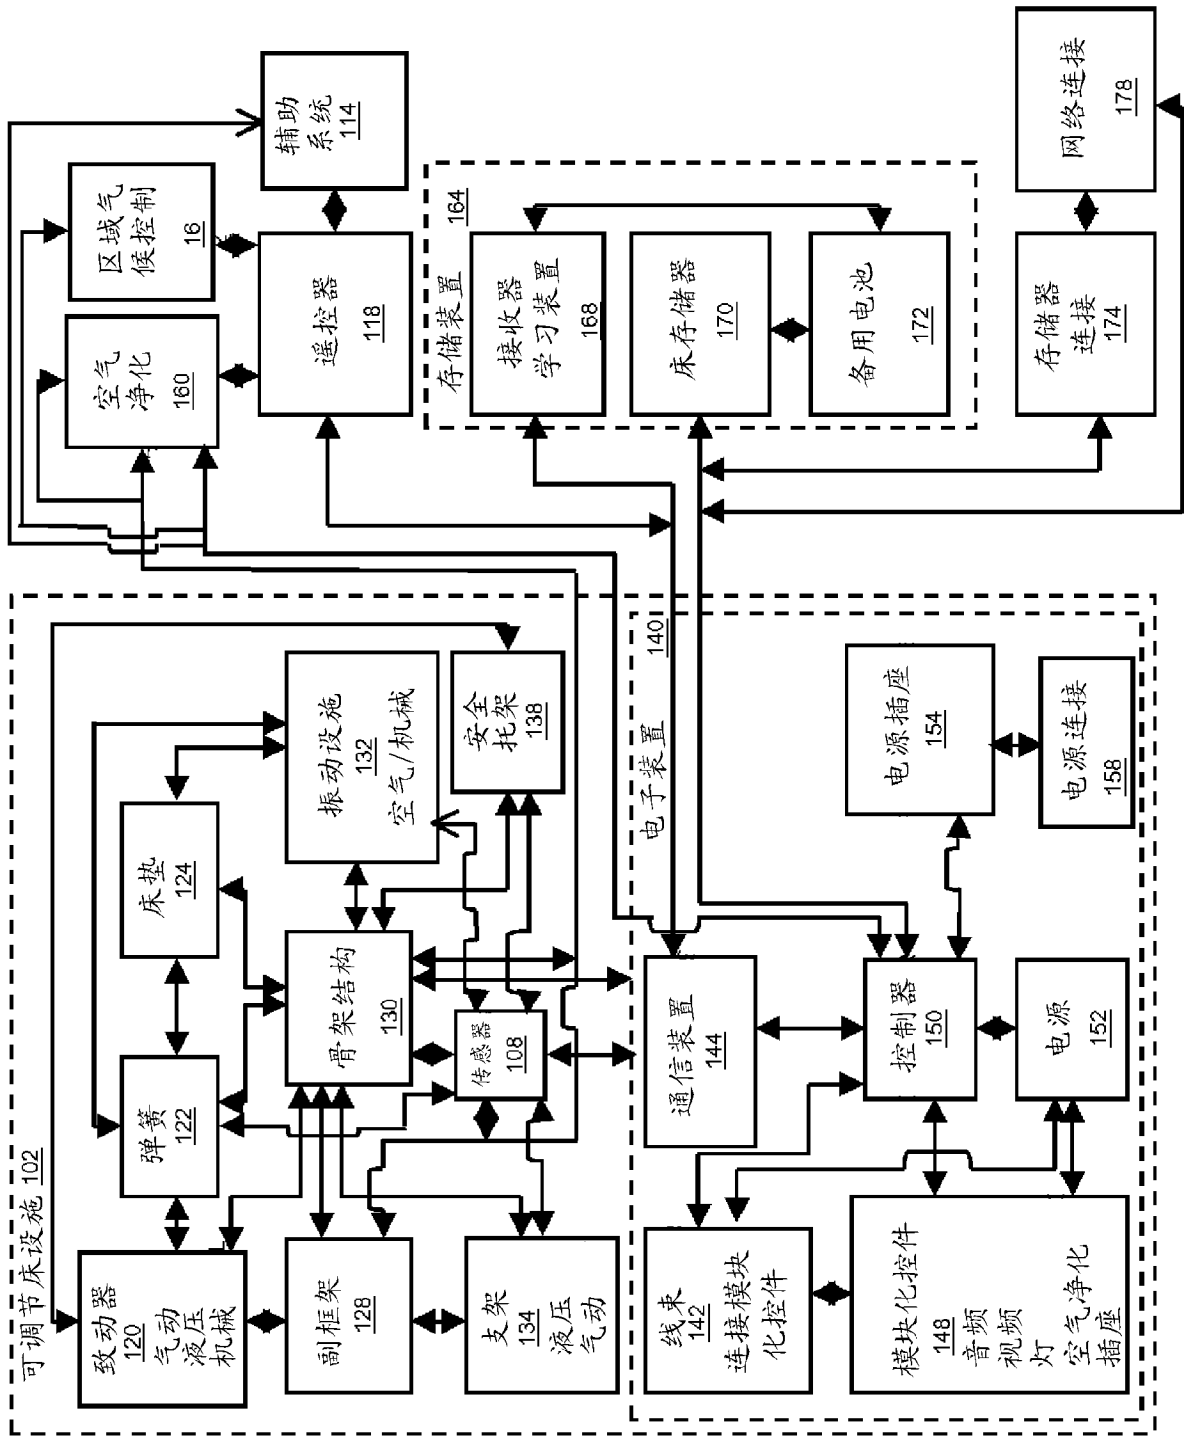 可调节床设施 102
致动器
120
气动
液压
机械
弹簧
122
床垫
124
副框架
128
骨架结构
130
振动设施
132
空气/机械
支架
134
液压
气动
传感器
108
安全
托架
138
电子装置
140
线束
142
连接模块
化控件
通信装置
144
模块化控件
148
音频
视频
灯
空气净化
插座
控制器
150
电源
152
电源插座
154
电源连接
158
空气
净化
160
区域气
候控制
16
遥控器
118
辅助
系统
114
存储装置
164
接收器
学习装置
168
床存储器
170
备用电池
172
存储器
连接
174
网络连接
178